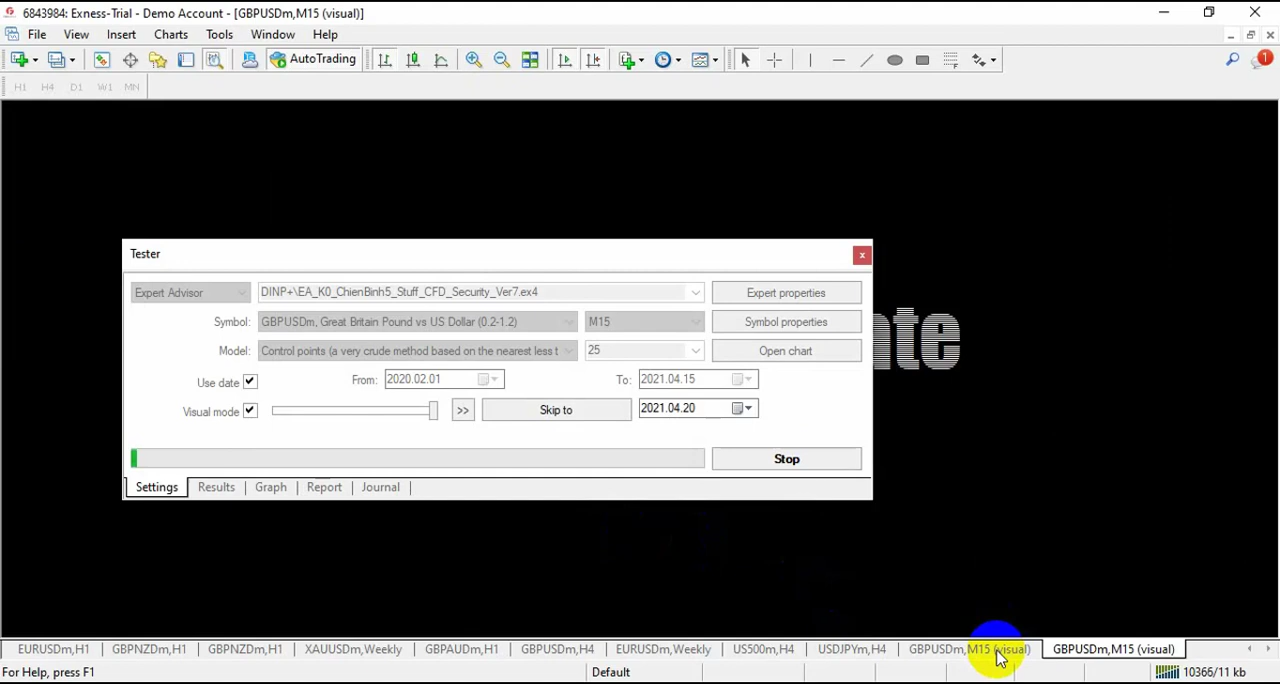 6843984: Exness-Trial - Demo Account - [GBPUSDm,M15 (visual)]
File View Insert Charts Tools Window Help
AutoTrading
1
H1 H4 D1 W1 MN
Tester
x
Expert Advisor DINP+\EA_K0_ChienBinh5_Stuff_CFD_Security_Ver7.ex4 Expert properties
Symbol: GBPUSDm, Great Britain Pound vs US Dollar (0.2-1.2) M15 Symbol properties
Model: Control points (a very crude method based on the nearest less t 25 Open chart
Use date From: 2020.02.01 To: 2021.04.15
Visual mode >> Skip to 2021.04.20
Stop
Settings Results Graph Report Journal
EURUSDm,H1 GBPNZDm,H1 GBPNZDm,H1 XAUUSDm,Weekly GBPAUDm,H1 GBPUSDm,H4 EURUSDm,Weekly US500m,H4 USDJPYm,H4 GBPUSDm,M15 (visual) GBPUSDm,M15 (visual)
For Help, press F1 Default 10366/11 kb